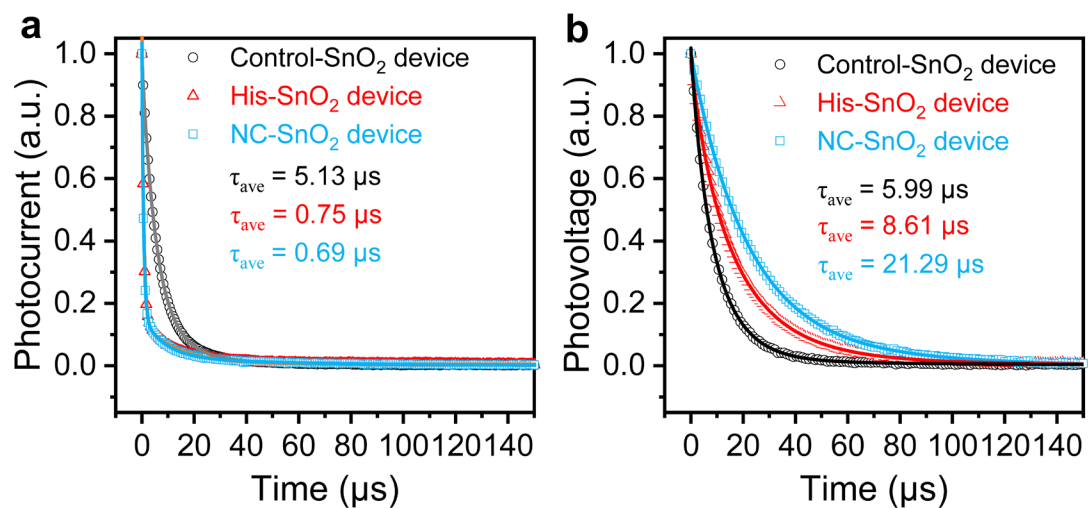 a
Control-SnO₂ device
His-SnO₂ device
NC-SnO₂ device
τave = 5.13 μs
τave = 0.75 μs
τave = 0.69 μs
Photocurrent (a.u.)
1.0
0.8
0.6
0.4
0.2
0.0
0 20 40 60 80 100 120 140
Time (μs)
b
Control-SnO₂ device
His-SnO₂ device
NC-SnO₂ device
τave = 5.99 μs
τave = 8.61 μs
τave = 21.29 μs
Photovoltage (a.u.)
1.0
0.8
0.6
0.4
0.2
0.0
0 20 40 60 80 100 120 140
Time (μs)